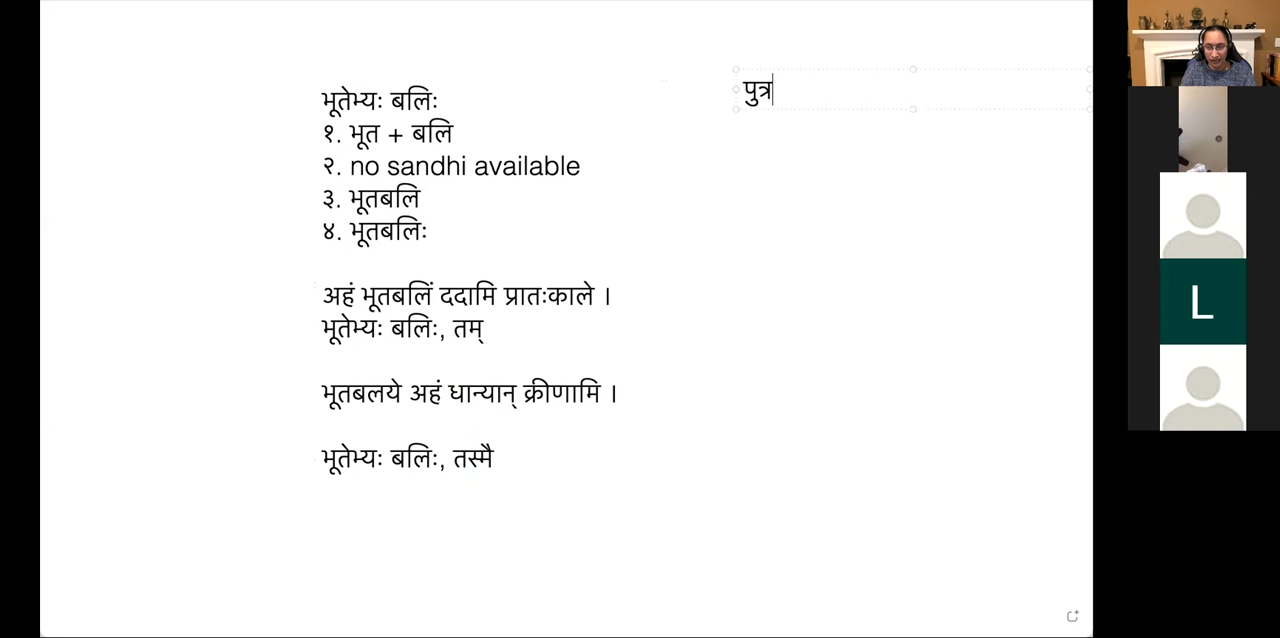 भूतेभ्यः बलिः
१. भूत + बलि
२. no sandhi available
३. भूतबलि
४. भूतबलिः
अहं भूतबलिं ददामि प्रातःकाले ।
भूतेभ्यः बलिः, तम्
भूतबलये अहं धान्यान् क्रीणामि ।
भूतेभ्यः बलिः, तस्मै
पुत्र
L